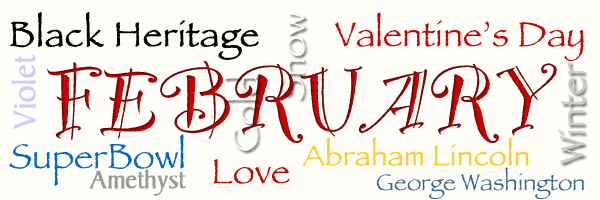 Black Heritage
Valentine's Day
Violet
Cold
Snow
FEBRUARY
Winter
SuperBowl
Amethyst
Love
Abraham Lincoln
George Washington